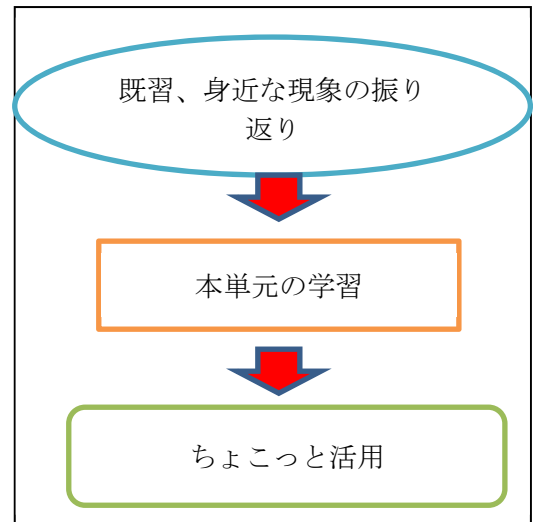 既習、身近な現象の振り
返り
本単元の学習
ちょこっと活用